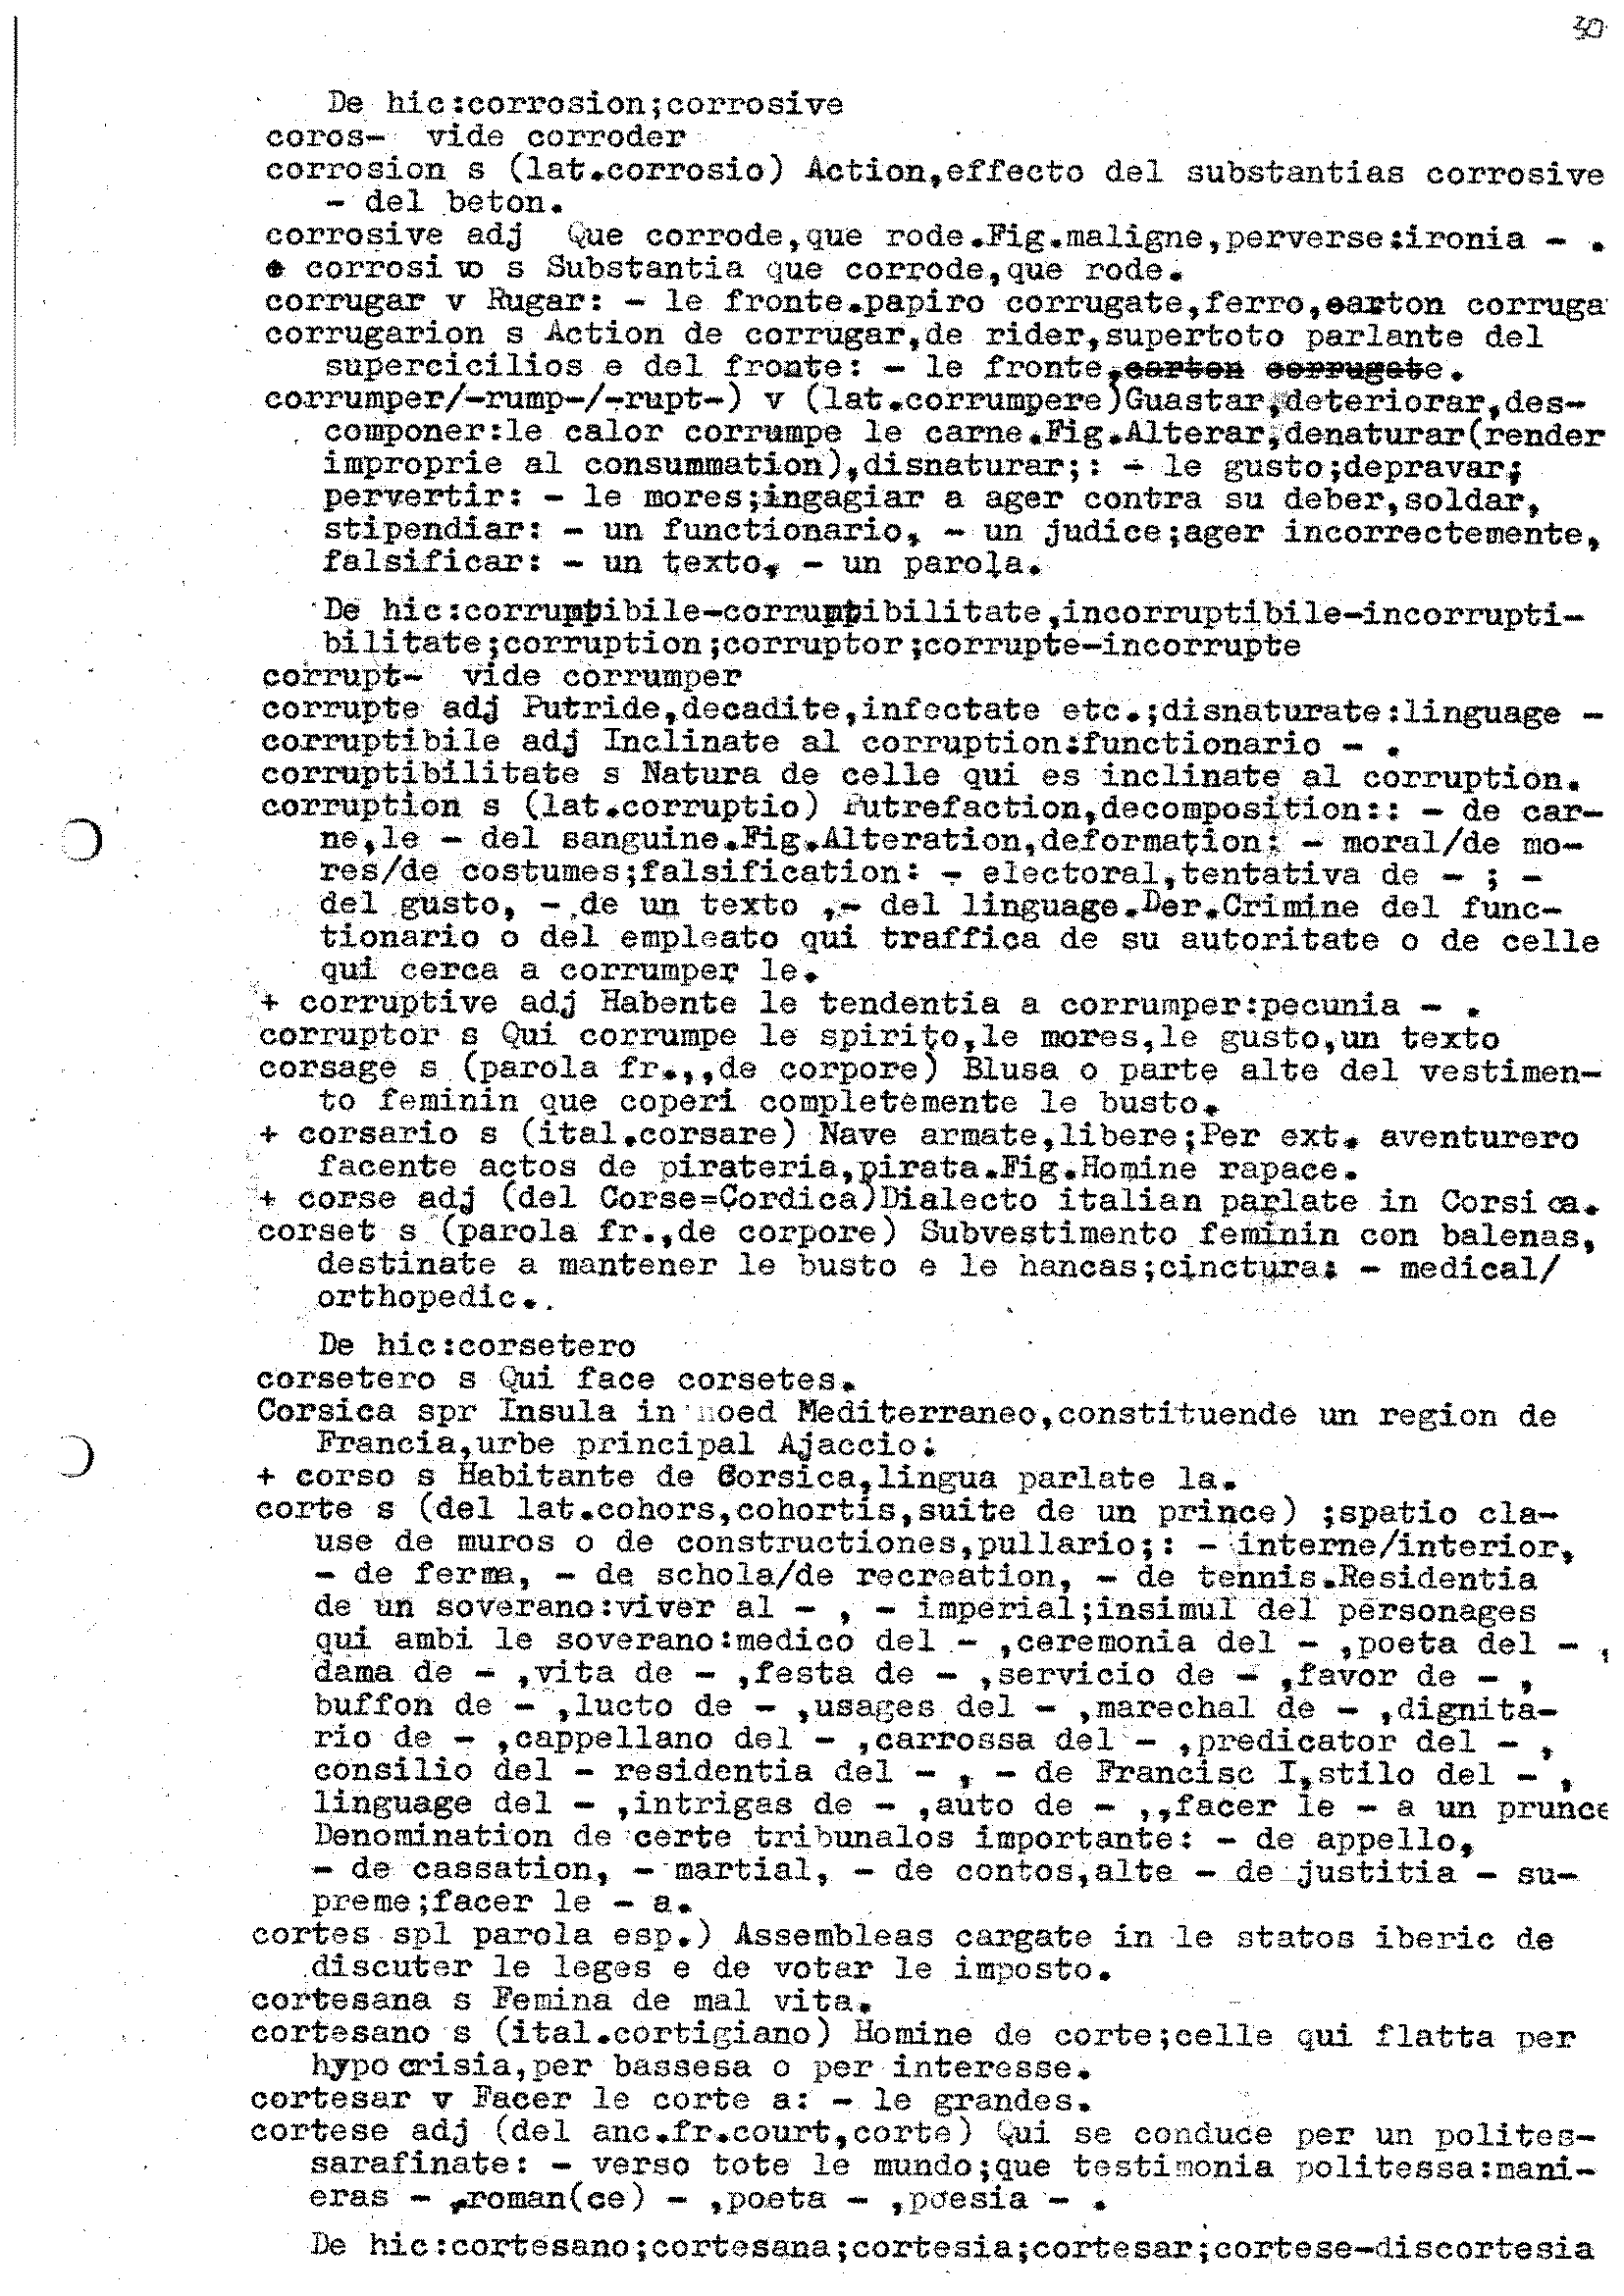 30
De hic:corrosion;corrosive
coros- vide corroder
corrosion s (lat.corrosio) Action,effecto del substantias corrosive
- del beton.
corrosive adj Que corrode,que rode.Fig.maligne,perverse:ironia - .
+ corrosivo s Substantia que corrode,que rode.
corrugar v Rugar: - le fronte.papiro corrugate,ferro,carton corruga
corrugarion s Action de corrugar,de rider,supertoto parlante del
supercicilios e del fronte: - le fronte,carton corrugate.
corrumper/-rump-/-rupt-) v (lat.corrumpere)Guastar,deteriorar,des-
componer:le calor corrumpe le carne.Fig.Alterar,denaturar(render
improprie al consummation),disnaturar;: - le gusto;depravar;
pervertir: - le mores;ingagiar a ager contra su deber,soldar,
stipendiar: - un functionario, - un judice;ager incorrectemente,
falsificar: - un texto, - un parola.
De hic:corruptibile-corruptibilitate,incorruptibile-incorrupti-
bilitate;corruption;corruptor;corrupte-incorrupte
corrupt- vide corrumper
corrupte adj Putride,decadite,infectate etc.;disnaturate:linguage -
corruptibile adj Inclinate al corruption:functionario - .
corruptibilitate s Natura de celle qui es inclinate al corruption.
corruption s (lat.corruptio) Putrefaction,decomposition:: - de car-
ne,le - del sanguine.Fig.Alteration,deformation: - moral/de mo-
res/de costumes;falsification: - electoral,tentativa de - ; -
del gusto, - de un texto ,- del linguage.Der.Crimine del func-
tionario o del empleato qui traffica de su autoritate o de celle
qui cerca a corrumper le.
+ corruptive adj Habente le tendentia a corrumper:pecunia - .
corruptor s Qui corrumpe le spirito,le mores,le gusto,un texto
corsage s (parola fr.,,de corpore) Blusa o parte alte del vestimen-
to feminin que coperi completemente le busto.
+ corsario s (ital.corsare) Nave armate,libere;Per ext. aventurero
facente actos de pirateria,pirata.Fig.Homine rapace.
+ corse adj (del Corse=Cordica)Dialecto italian parlate in Corsica.
corset s (parola fr.,de corpore) Subvestimento feminin con balenas,
destinate a mantener le busto e le hancas;cinctura: - medical/
orthopedic..
De hic:corsetero
corsetero s Qui face corsetes.
Corsica spr Insula in moed Mediterraneo,constituende un region de
Francia,urbe principal Ajaccio:
+ corso s Habitante de Corsica,lingua parlate la.
corte s (del lat.cohors,cohortis,suite de un prince) ;spatio cla-
use de muros o de constructiones,pullario;: - interne/interior,
- de ferma, - de schola/de recreation, - de tennis.Residentia
de un soverano:viver al - , - imperial;insimul del personages
qui ambi le soverano:medico del - ,ceremonia del - ,poeta del - ,
dama de - ,vita de - ,festa de - ,servicio de - ,favor de - ,
buffon de - ,lucto de - ,usages del - ,marechal de - ,dignita-
rio de - ,cappellano del - ,carrossa del - ,predicator del - ,
consilio del - residentia del - , - de Francisc I,stilo del - ,
linguage del - ,intrigas de - ,auto de - ,,facer le - a un prunce
Denomination de certe tribunalos importante: - de appello,
- de cassation, - martial, - de contos,alte - de justitia - su-
preme;facer le - a.
cortes spl parola esp.) Assembleas cargate in le statos iberic de
discuter le leges e de votar le imposto.
cortesana s Femina de mal vita.
cortesano s (ital.cortigiano) Homine de corte;celle qui flatta per
hypocrisia,per bassesa o per interesse.
cortesar v Facer le corte a: - le grandes.
cortese adj (del anc.fr.court,corte) Qui se conduce per un polites-
sarafinate: - verso tote le mundo;que testimonia politessa:mani-
eras - ,roman(ce) - ,poeta - ,poesia - .
De hic:cortesano;cortesana;cortesia;cortesar;cortese-discortesia